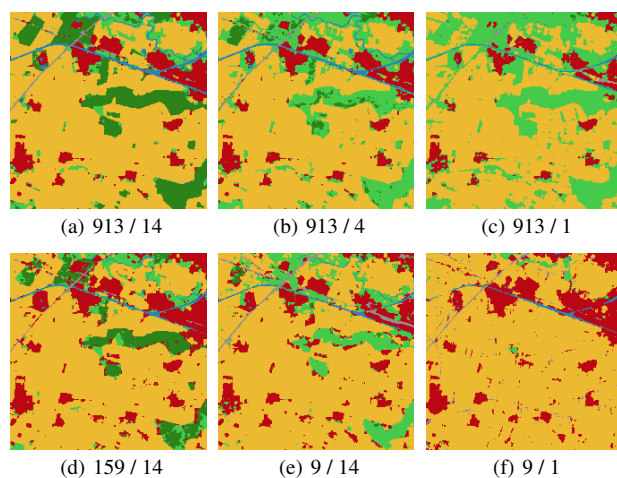 (a) 913 / 14
(b) 913 / 4
(c) 913 / 1
(d) 159 / 14
(e) 9 / 14
(f) 9 / 1